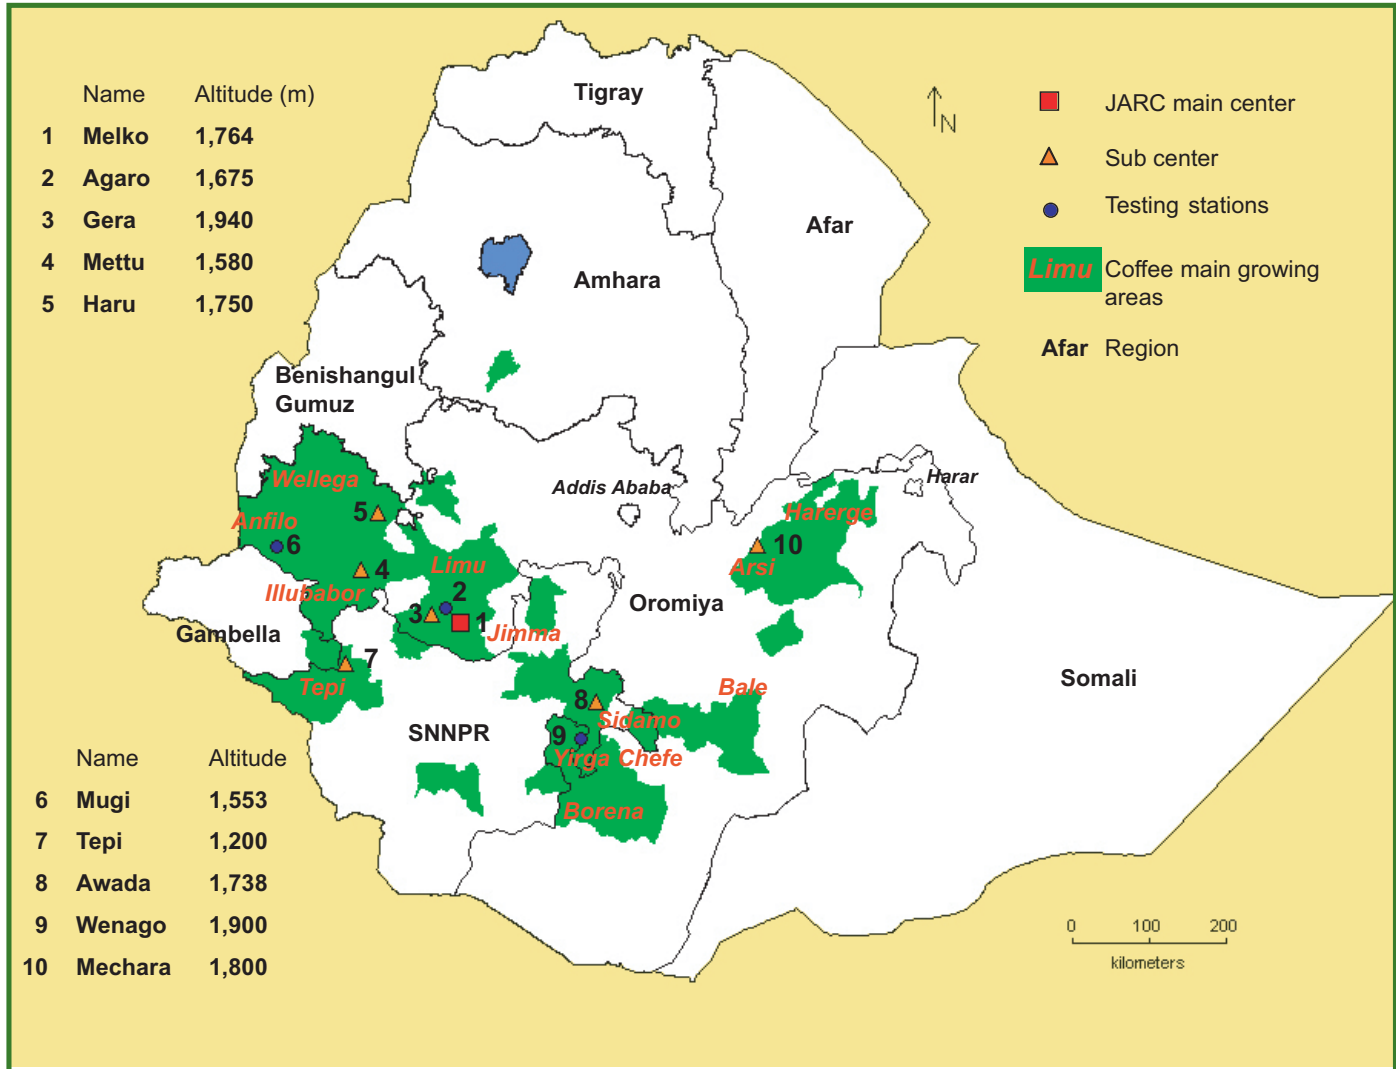 Name Altitude (m)
1 Melko 1,764
2 Agaro 1,675
3 Gera 1,940
4 Mettu 1,580
5 Haru 1,750
JARC main center
Sub center
Testing stations
Limu Coffee main growing
areas
Afar Region
N
Tigray
Afar
Amhara
Benishangul
Gumuz
Addis Ababa
Harar
Wellega
Anfilo
5
6
4
Illubabor
Limu
2
3
1
Jimma
Gambella
7
Tepi
Oromiya
Harerge
10
Arsi
Somali
SNNPR
8
Sidamo
9
Yirga Chefe
Bale
Borena
Name Altitude
6 Mugi 1,553
7 Tepi 1,200
8 Awada 1,738
9 Wenago 1,900
10 Mechara 1,800
0 100 200
kilometers